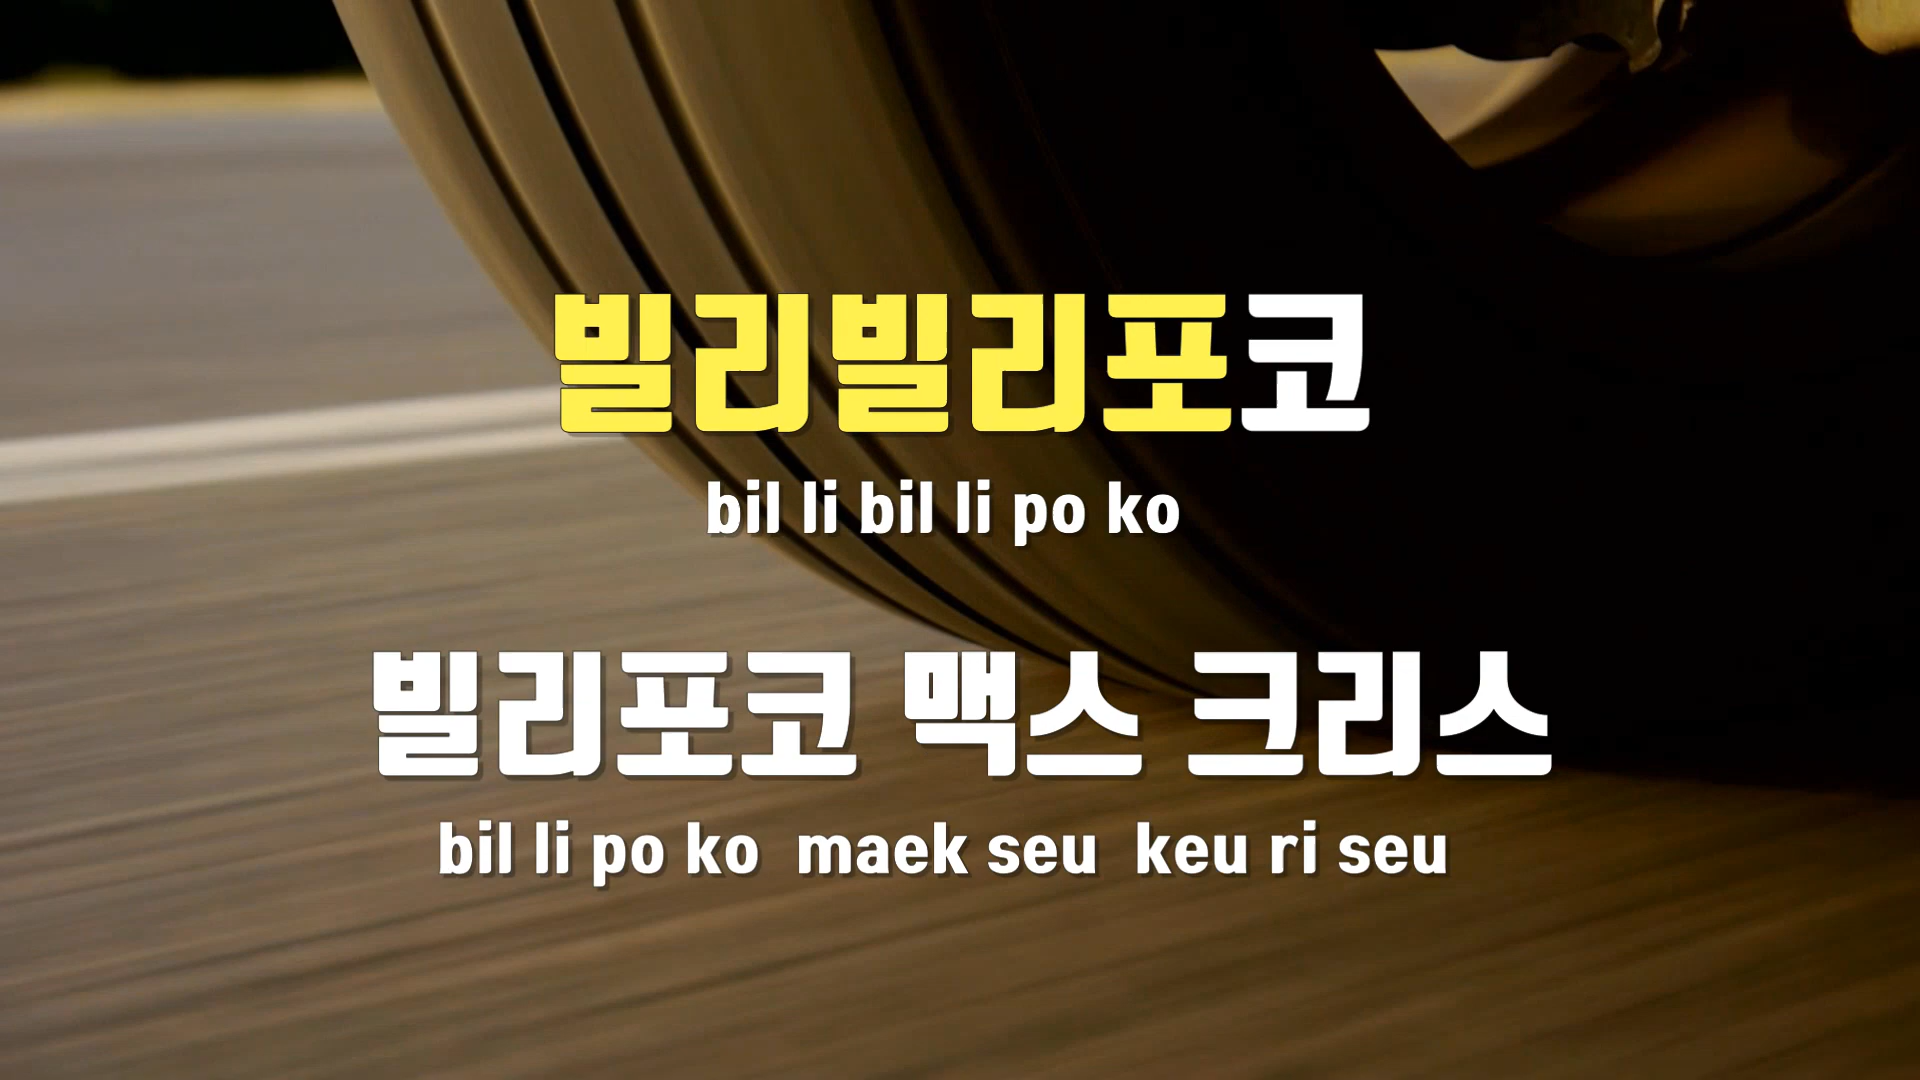 빌리빌리포코
bil li bil li po ko
빌리포코 맥스 크리스
bil li po ko maek seu keu ri seu